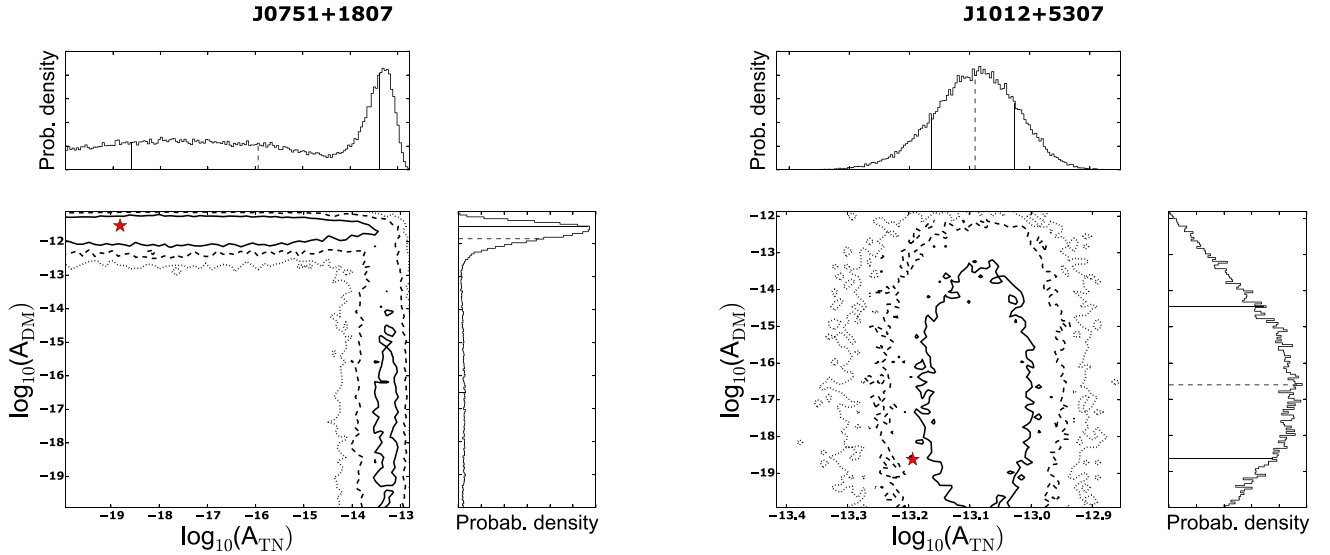 J0751+1807
Prob. density
log10(ADM)
−12
−13
−14
−15
−16
−17
−18
−19
−19 −18 −17 −16 −15 −14 −13
log10(ATN)
Probab. density
J1012+5307
Prob. density
log10(ADM)
−12
−13
−14
−15
−16
−17
−18
−19
−13.4 −13.3 −13.2 −13.1 −13.0 −12.9
log10(ATN)
Probab. density